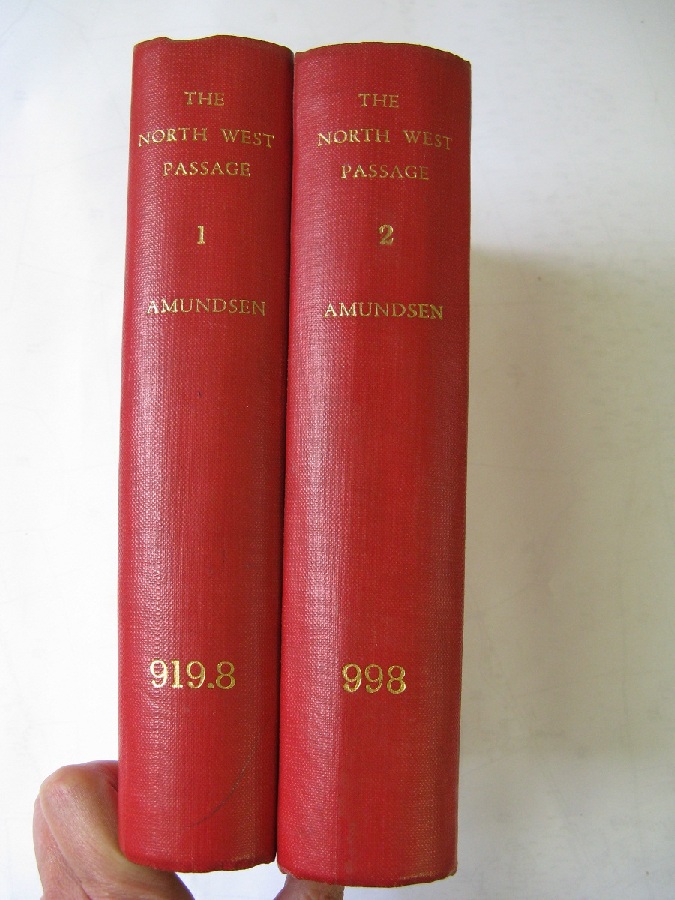 THE
NORTH WEST
PASSAGE
1
AMUNDSEN
919.8
THE
NORTH WEST
PASSAGE
2
AMUNDSEN
998